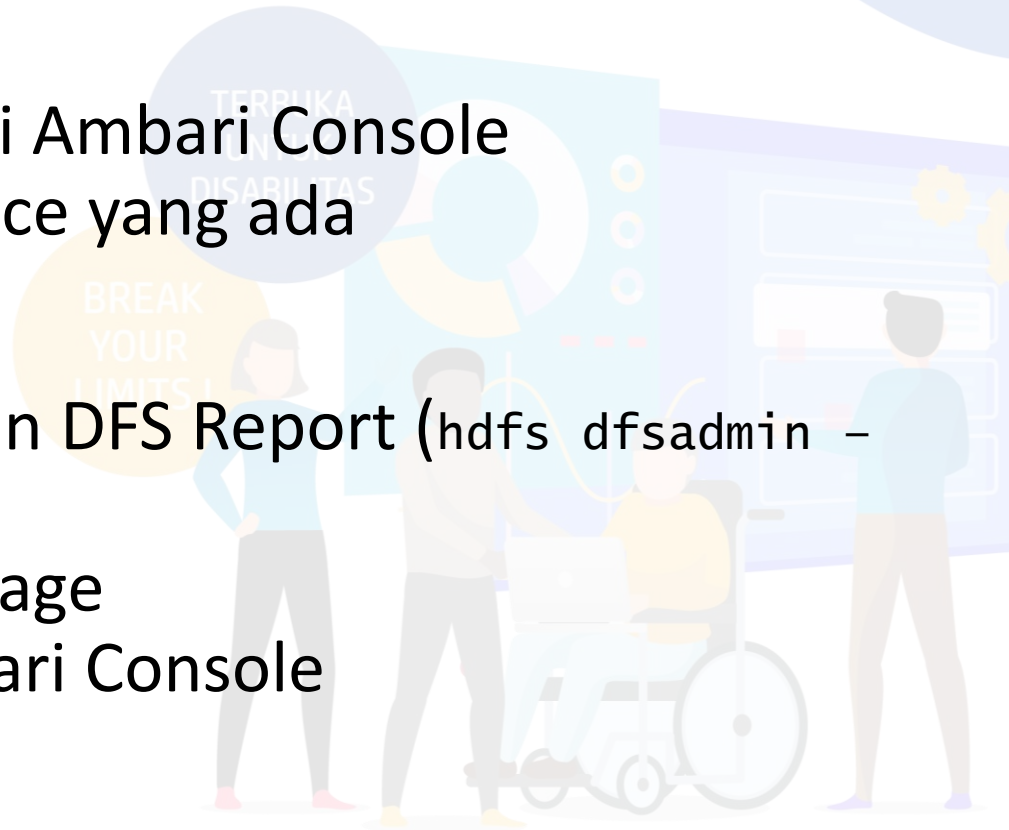 i Ambari Console
ce yang ada
n DFS Report (hdfs dfsadmin –
age
ari Console
TERBUKA
UNTUK
DISABILITAS
BREAK
YOUR
LIMITS !